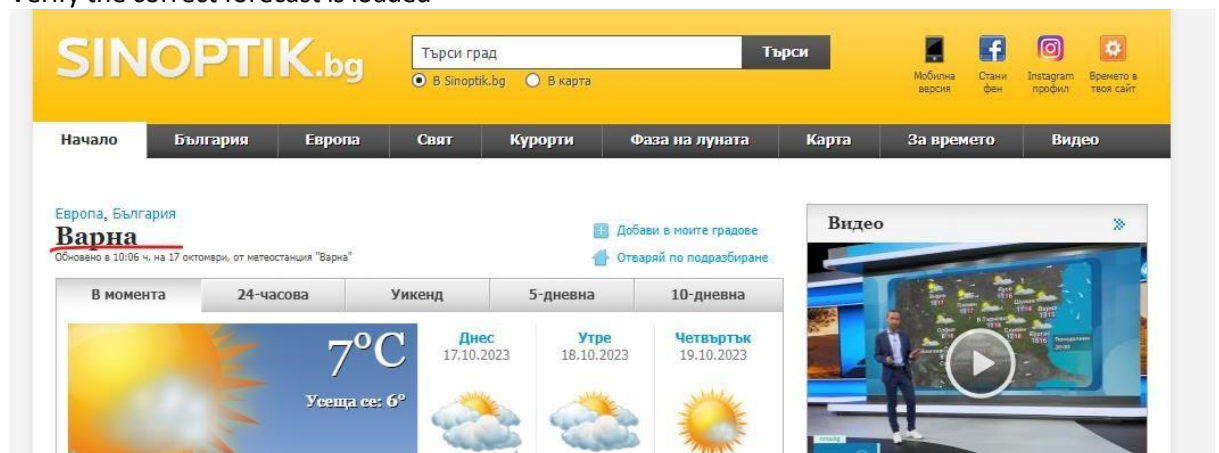 Verify the correct forecast is loaded
SINOPTIK.bg
Търси град
Търси
В Sinoptik.bg
В карта
Мобилна версия
Стани фен
Instagram профил
Времето в твоя сайт
Начало България Европа Свят Курорти Фаза на луната Карта За времето Видео
Европа, България
Варна
Обновено в 10:06 ч. на 17 октомври, от метеостанция "Варна"
Добави в моите градове
Отваряй по подразбиране
В момента 24-часова Уикенд 5-дневна 10-дневна
7°C
Усеща се: 6°
Днес
17.10.2023
Утре
18.10.2023
Четвъртък
19.10.2023
Видео